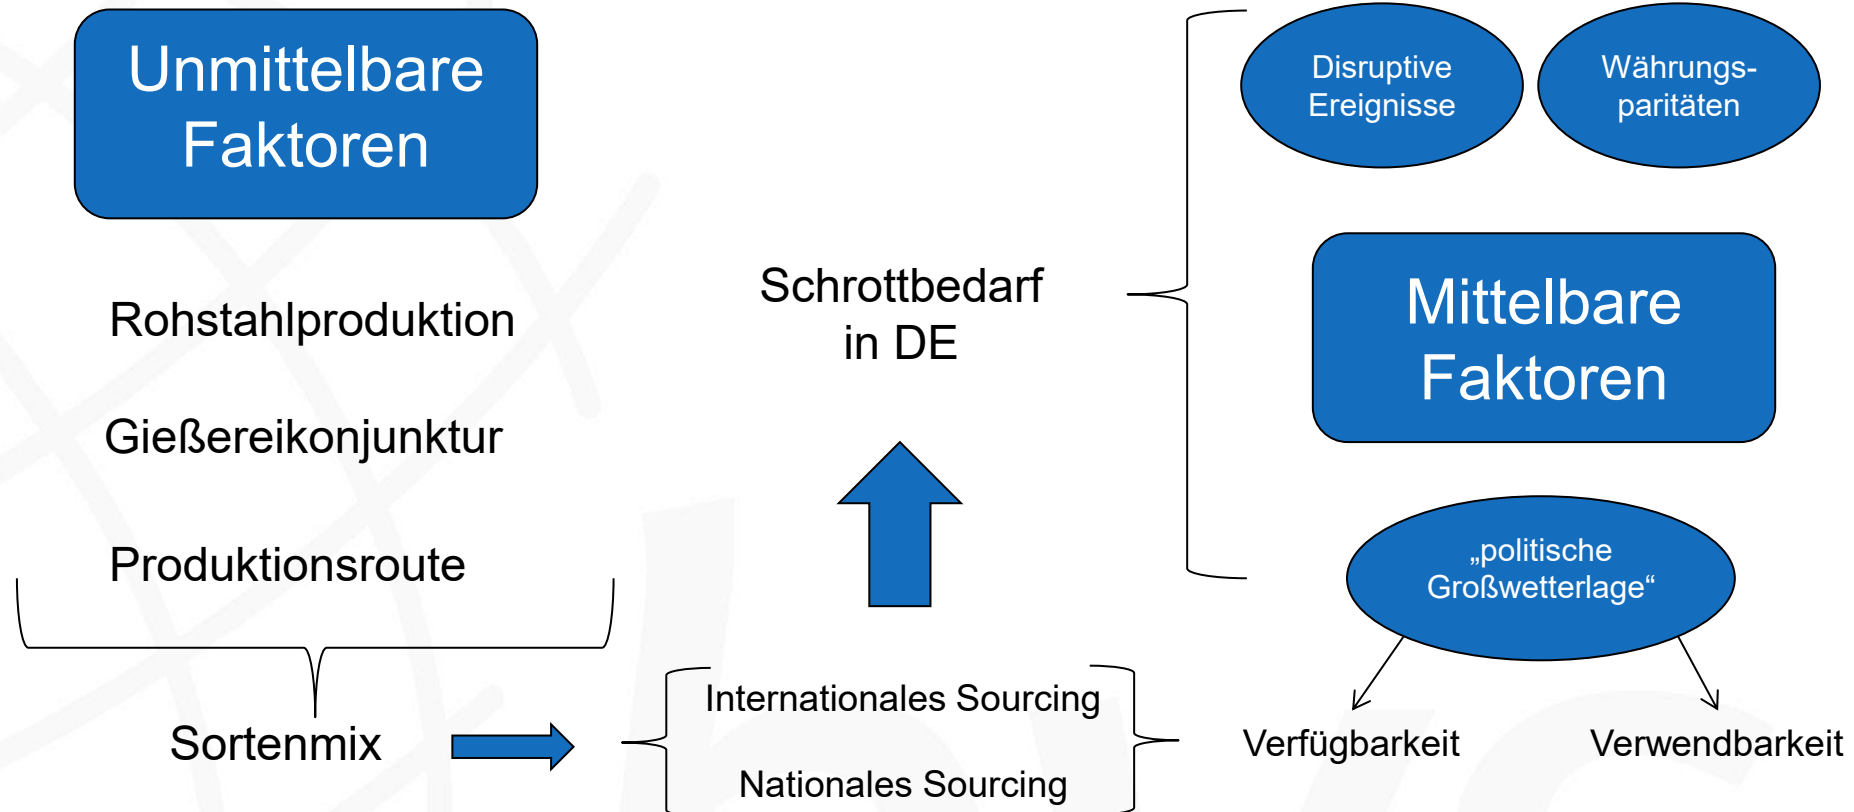 Unmittelbare
Faktoren
Rohstahlproduktion
Gießereikonjunktur
Produktionsroute
Sortenmix
Schrottbedarf
in DE
Internationales Sourcing
Nationales Sourcing
Disruptive
Ereignisse
Währungs-
paritäten
Mittelbare
Faktoren
„politische
Großwetterlage“
Verfügbarkeit
Verwendbarkeit